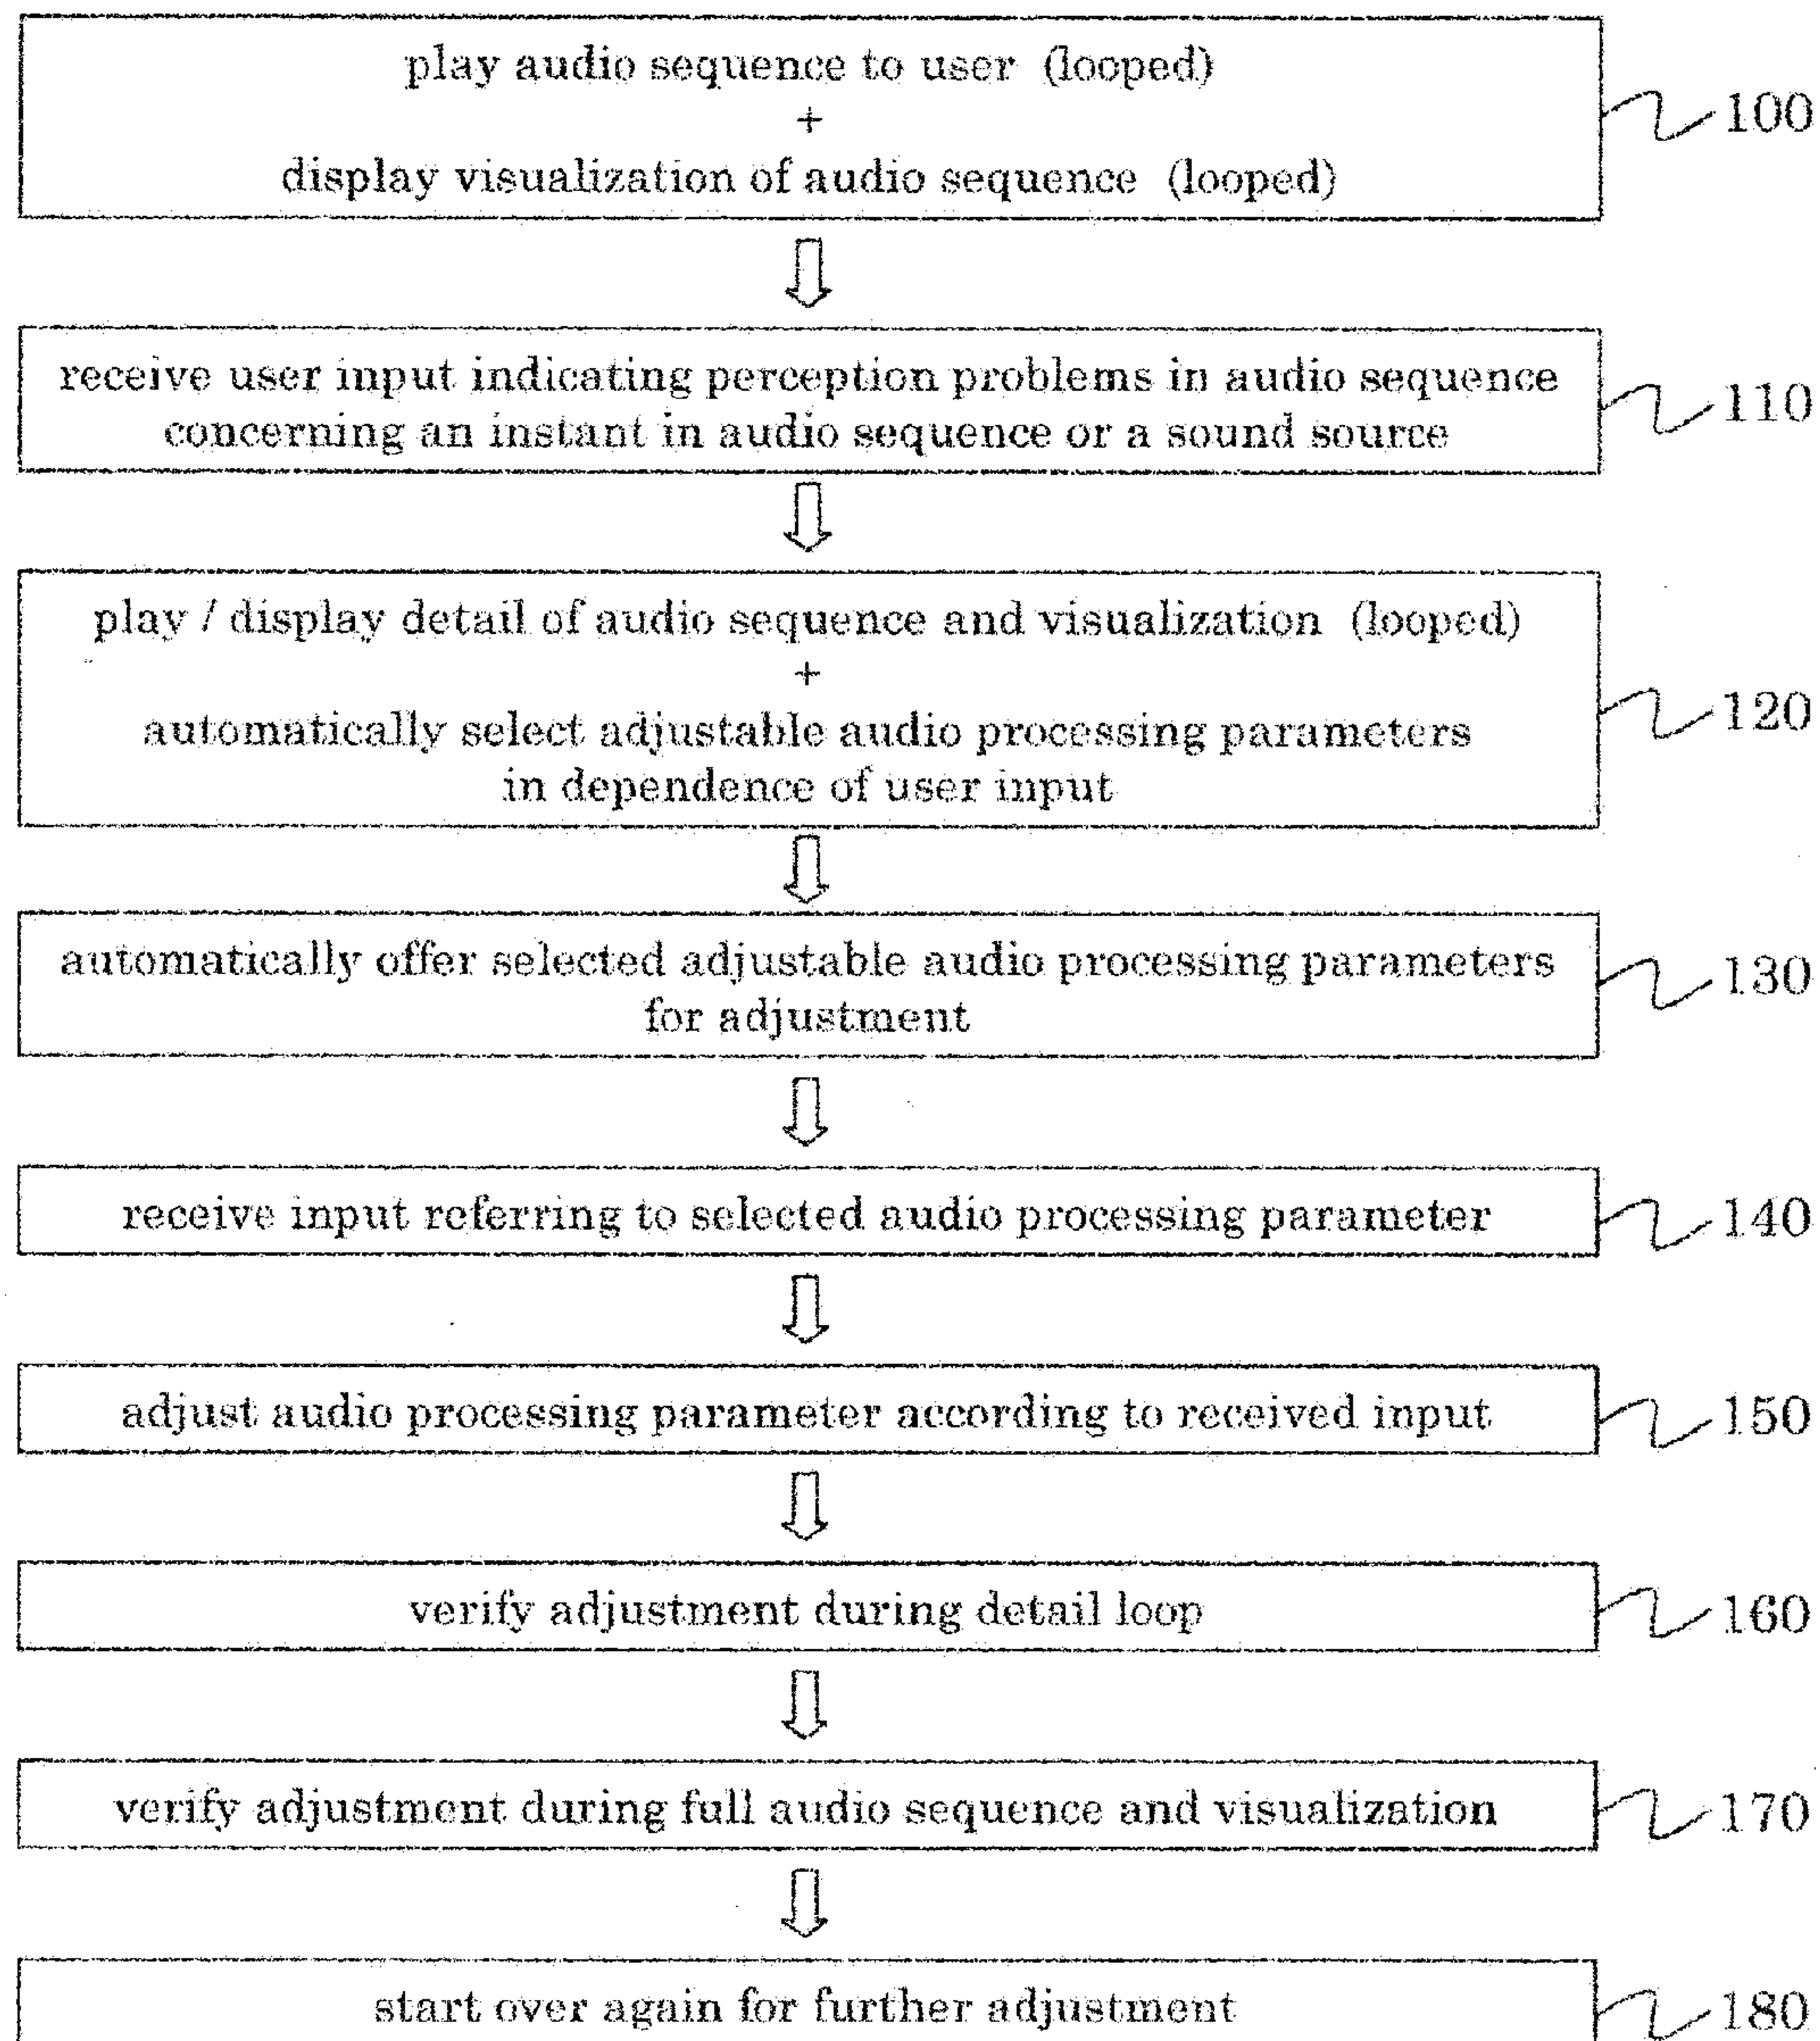 play audio sequence to user (looped)
+
display visualization of audio sequence (looped)
100
receive user input indicating perception problems in audio sequence
concerning an instant in audio sequence or a sound source
110
play / display detail of audio sequence and visualization (looped)
+
automatically select adjustable audio processing parameters
in dependence of user input
120
automatically offer selected adjustable audio processing parameters
for adjustment
130
receive input referring to selected audio processing parameter
140
adjust audio processing parameter according to received input
150
verify adjustment during detail loop
160
verify adjustment during full audio sequence and visualization
170
start over again for further adjustment
180